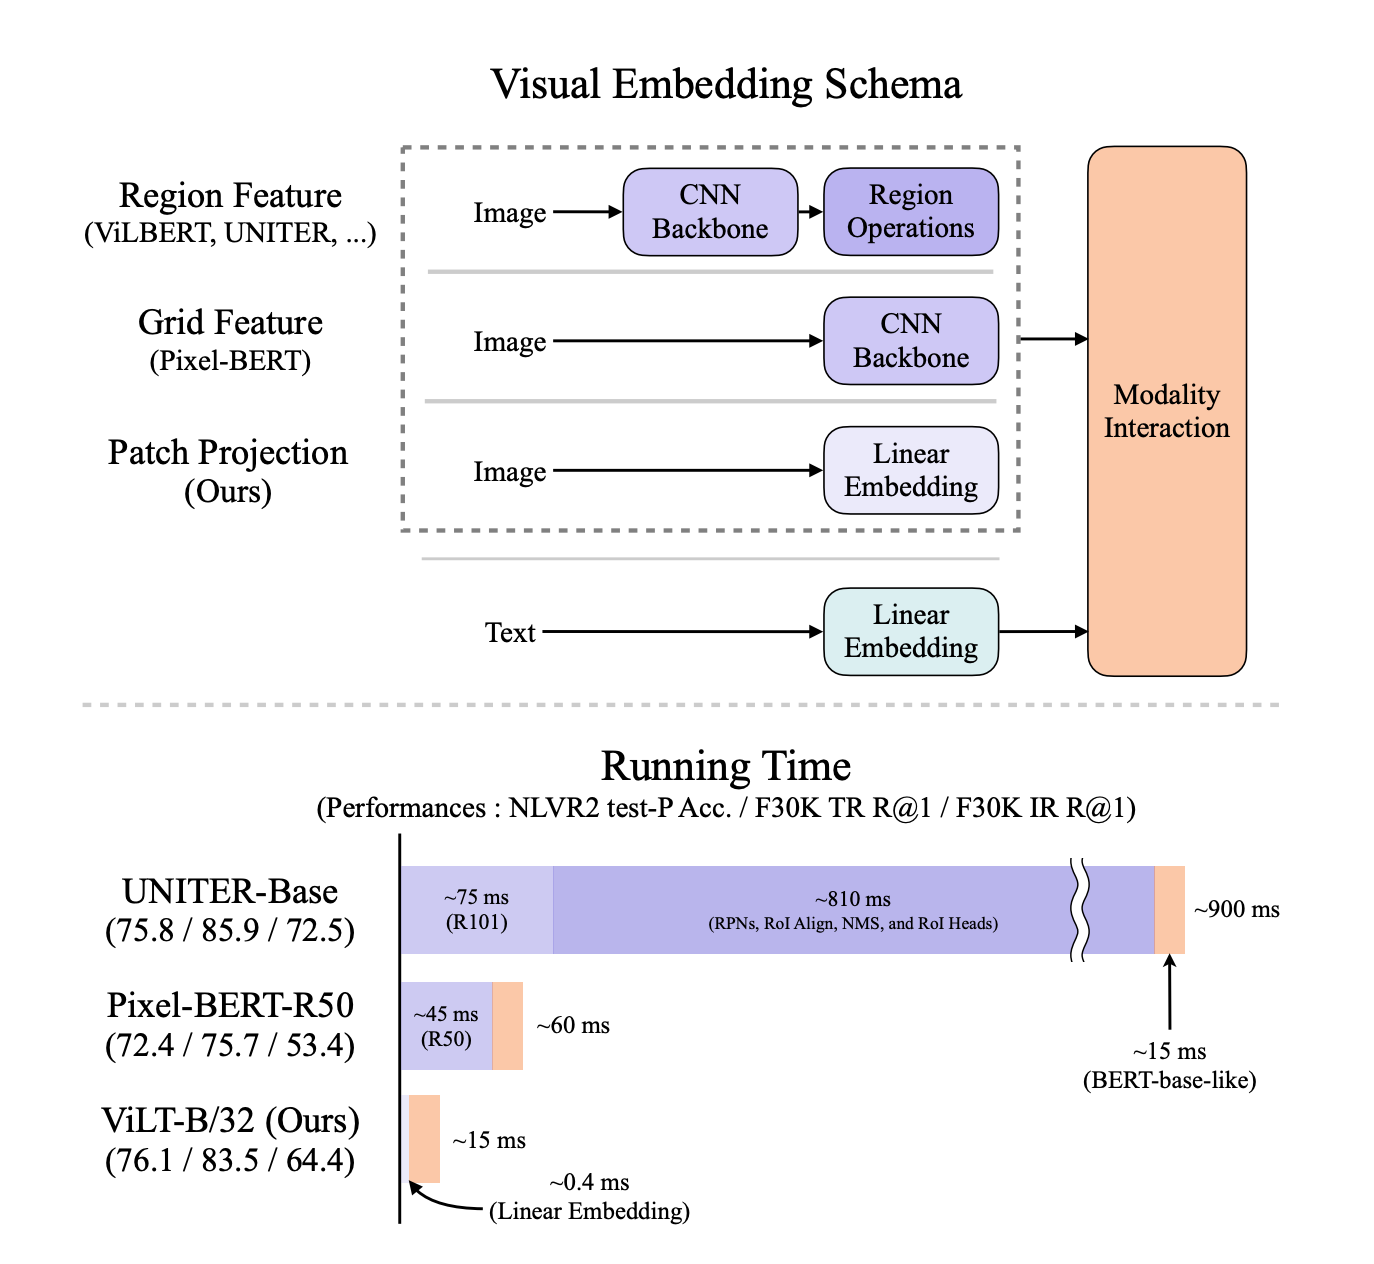 Visual Embedding Schema
Region Feature
(ViLBERT, UNITER, ...)
Image
CNN
Backbone
Region
Operations
Grid Feature
(Pixel-BERT)
Image
CNN
Backbone
Patch Projection
(Ours)
Image
Linear
Embedding
Text
Linear
Embedding
Modality
Interaction
Running Time
(Performances : NLVR2 test-P Acc. / F30K TR R@1 / F30K IR R@1)
UNITER-Base
(75.8 / 85.9 / 72.5)
~75 ms
(R101)
~810 ms
(RPNs, RoI Align, NMS, and RoI Heads)
~900 ms
~15 ms
(BERT-base-like)
Pixel-BERT-R50
(72.4 / 75.7 / 53.4)
~45 ms
(R50)
~60 ms
ViLT-B/32 (Ours)
(76.1 / 83.5 / 64.4)
~15 ms
~0.4 ms
(Linear Embedding)